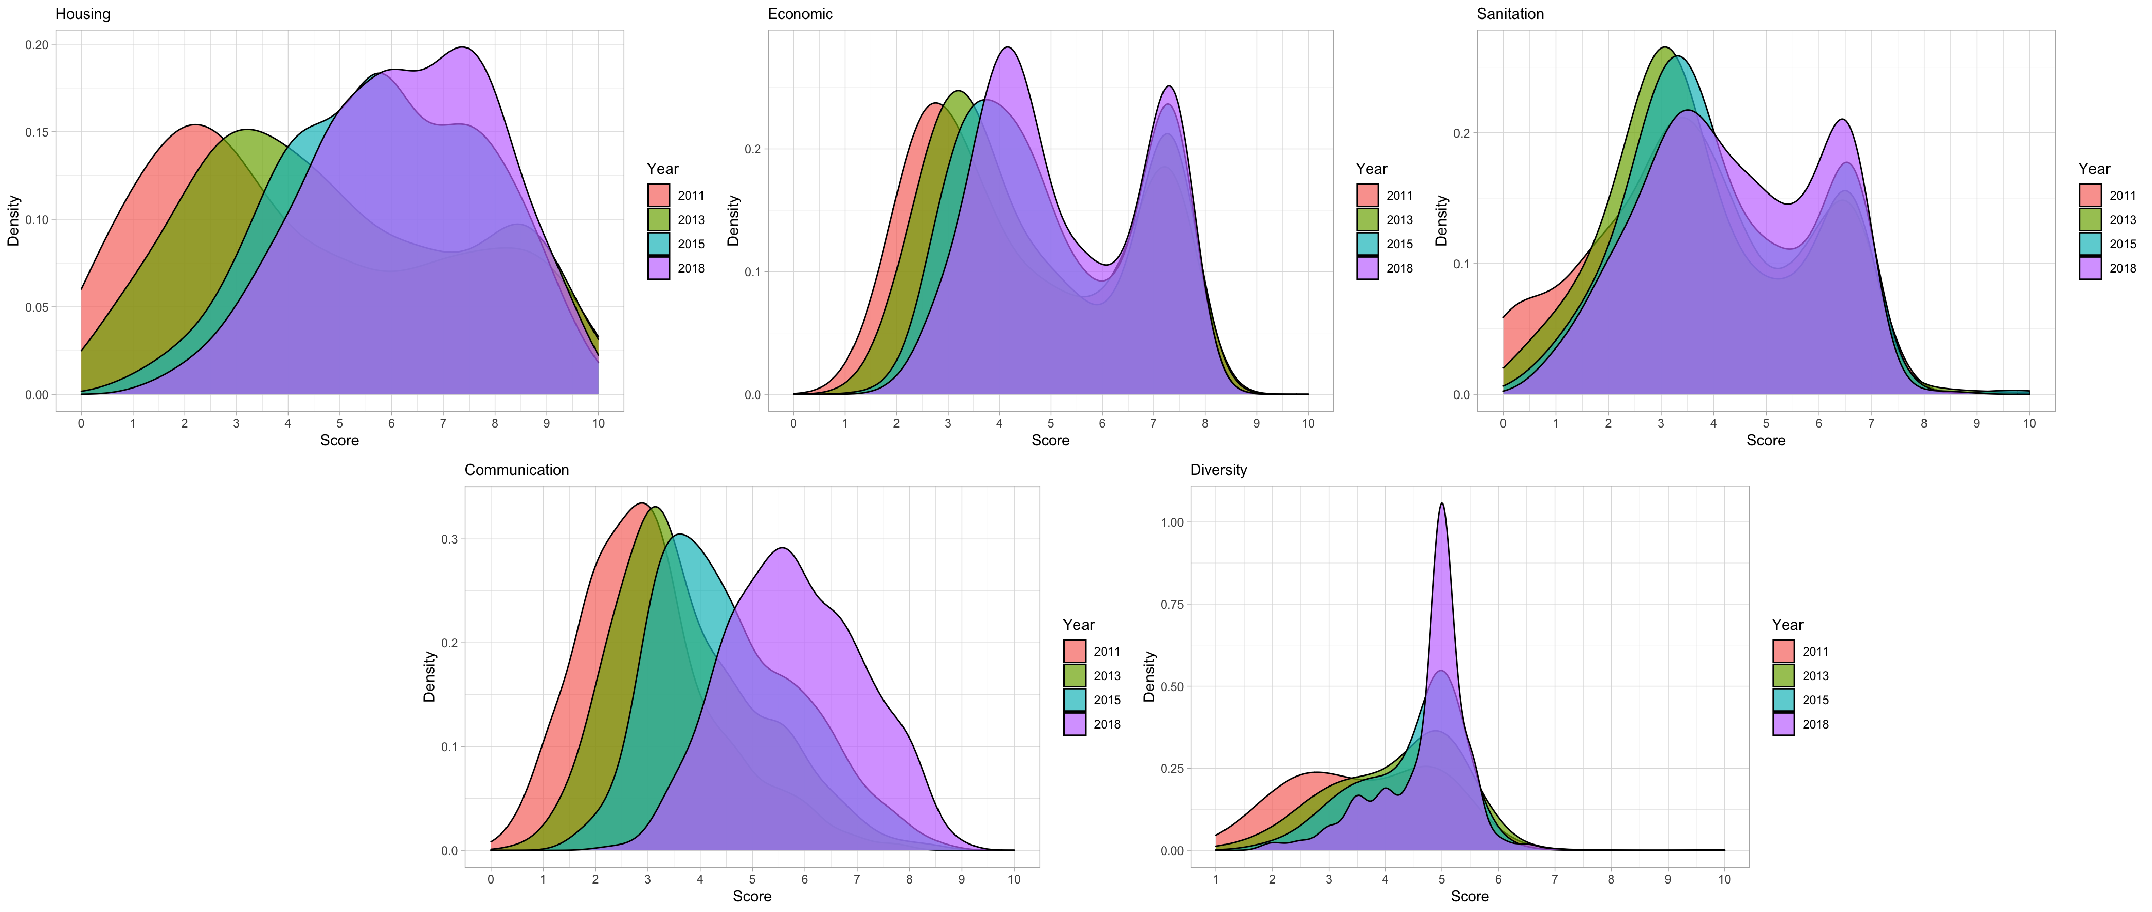 Housing
0.20
0.15
0.10
0.05
0.00
Density
0 1 2 3 4 5 6 7 8 9 10
Score
Year
2011
2013
2015
2018
Economic
0.2
0.1
0.0
Density
0 1 2 3 4 5 6 7 8 9 10
Score
Year
2011
2013
2015
2018
Sanitation
0.2
0.1
0.0
Density
0 1 2 3 4 5 6 7 8 9 10
Score
Year
2011
2013
2015
2018
Communication
0.3
0.2
0.1
0.0
Density
0 1 2 3 4 5 6 7 8 9 10
Score
Year
2011
2013
2015
2018
Diversity
1.00
0.75
0.50
0.25
0.00
Density
1 2 3 4 5 6 7 8 9 10
Score
Year
2011
2013
2015
2018